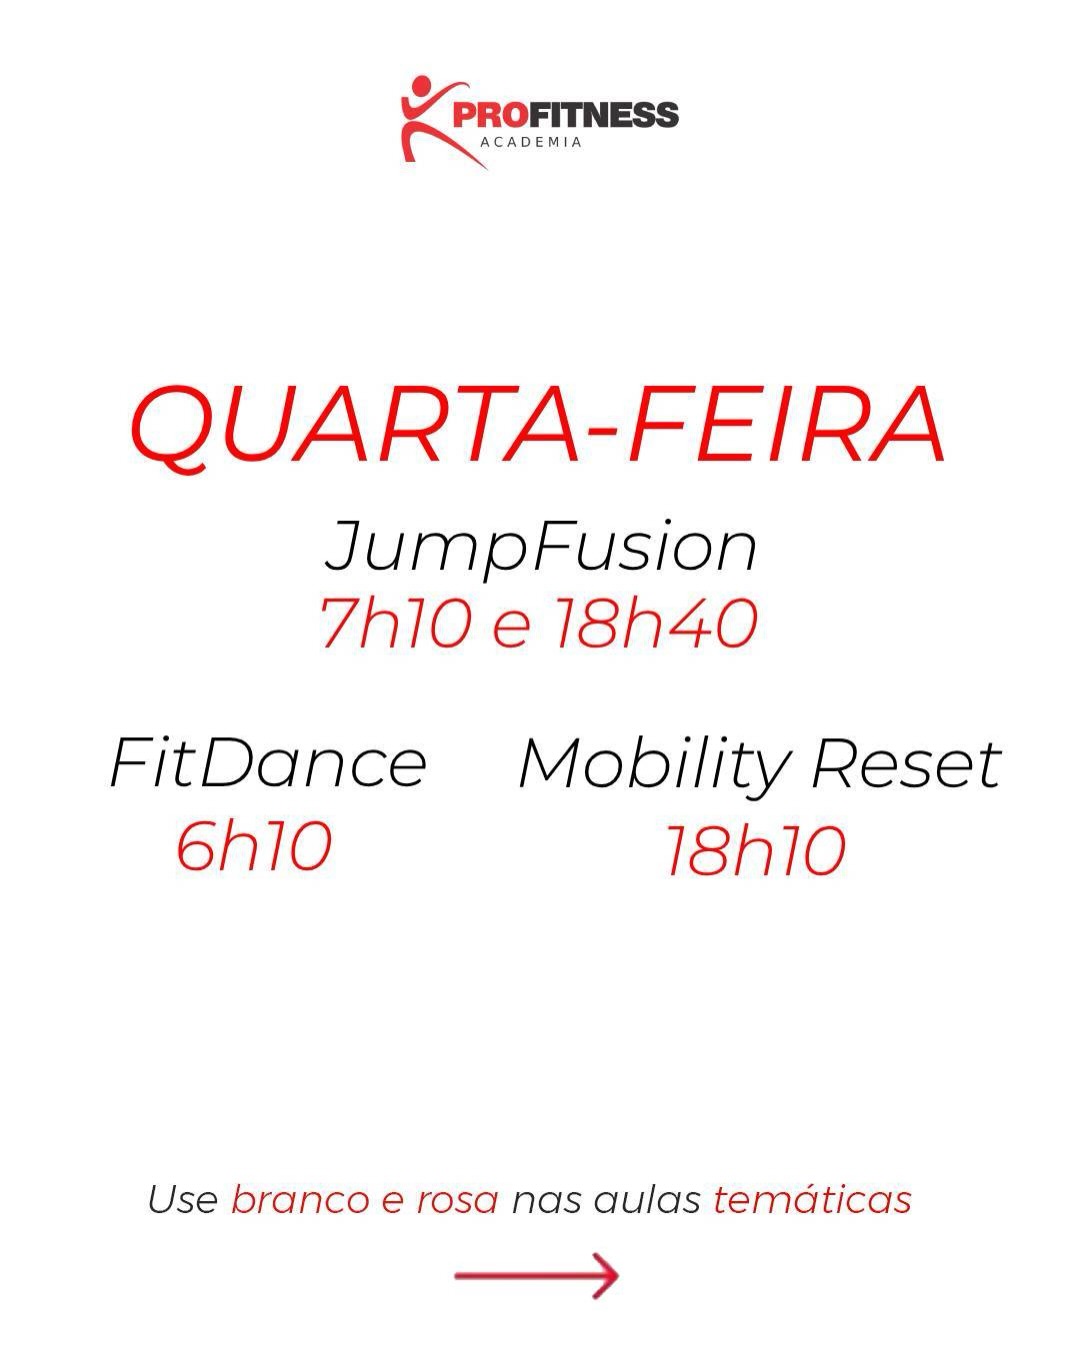 PROFITNESS
ACADEMIA
QUARTA-FEIRA
JumpFusion
7h10 e 18h40
FitDance
6h10
Mobility Reset
18h10
Use branco e rosa nas aulas temáticas